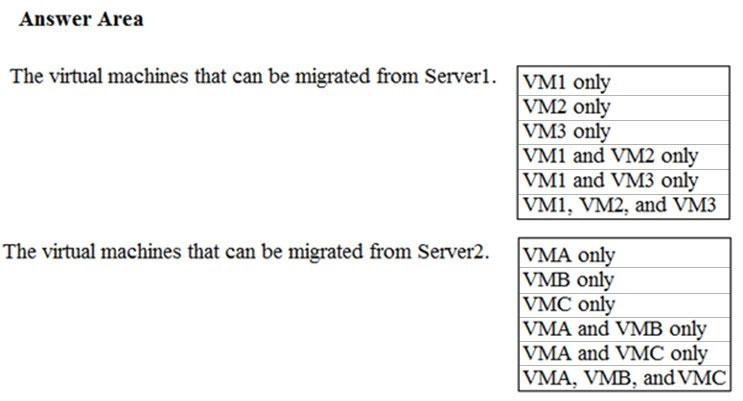 Answer Area
The virtual machines that can be migrated from Server1.
VM1 only
VM2 only
VM3 only
VM1 and VM2 only
VM1 and VM3 only
VM1, VM2, and VM3
The virtual machines that can be migrated from Server2.
VMA only
VMB only
VMC only
VMA and VMB only
VMA and VMC only
VMA, VMB, and VMC